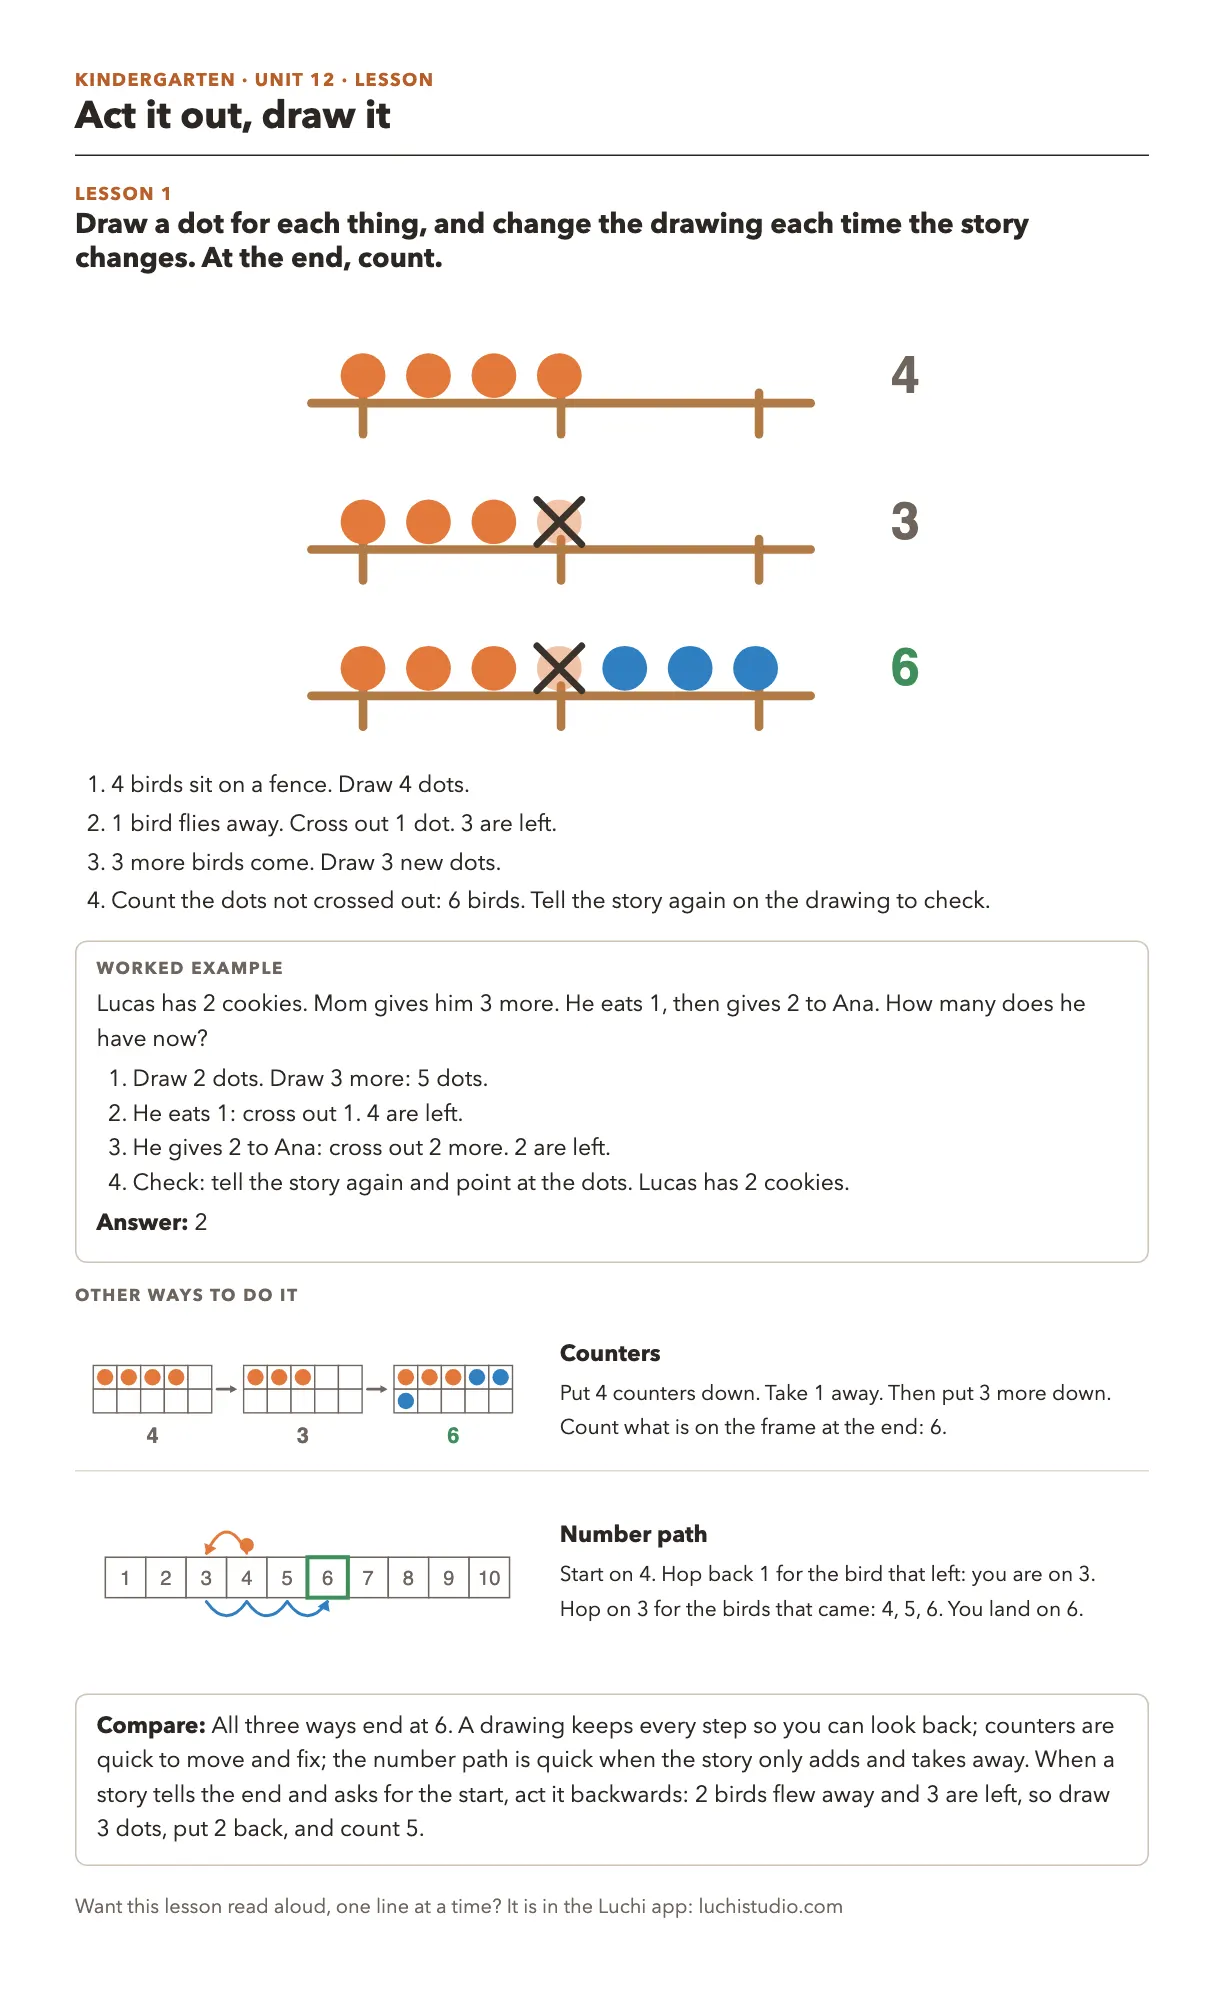 KINDERGARTEN · UNIT 12 · LESSON
Act it out, draw it
LESSON 1
Draw a dot for each thing, and change the drawing each time the story
changes. At the end, count.
4
3
6
1. 4 birds sit on a fence. Draw 4 dots.
2. 1 bird flies away. Cross out 1 dot. 3 are left.
3. 3 more birds come. Draw 3 new dots.
4. Count the dots not crossed out: 6 birds. Tell the story again on the drawing to check.
WORKED EXAMPLE
Lucas has 2 cookies. Mom gives him 3 more. He eats 1, then gives 2 to Ana. How many does he
have now?
1. Draw 2 dots. Draw 3 more: 5 dots.
2. He eats 1: cross out 1. 4 are left.
3. He gives 2 to Ana: cross out 2 more. 2 are left.
4. Check: tell the story again and point at the dots. Lucas has 2 cookies.
Answer: 2
OTHER WAYS TO DO IT
4 3 6
Counters
Put 4 counters down. Take 1 away. Then put 3 more down.
Count what is on the frame at the end: 6.
1 2 3 4 5 6 7 8 9 10
Number path
Start on 4. Hop back 1 for the bird that left: you are on 3.
Hop on 3 for the birds that came: 4, 5, 6. You land on 6.
Compare: All three ways end at 6. A drawing keeps every step so you can look back; counters are
quick to move and fix; the number path is quick when the story only adds and takes away. When a
story tells the end and asks for the start, act it backwards: 2 birds flew away and 3 are left, so draw
3 dots, put 2 back, and count 5.
Want this lesson read aloud, one line at a time? It is in the Luchi app: luchistudio.com